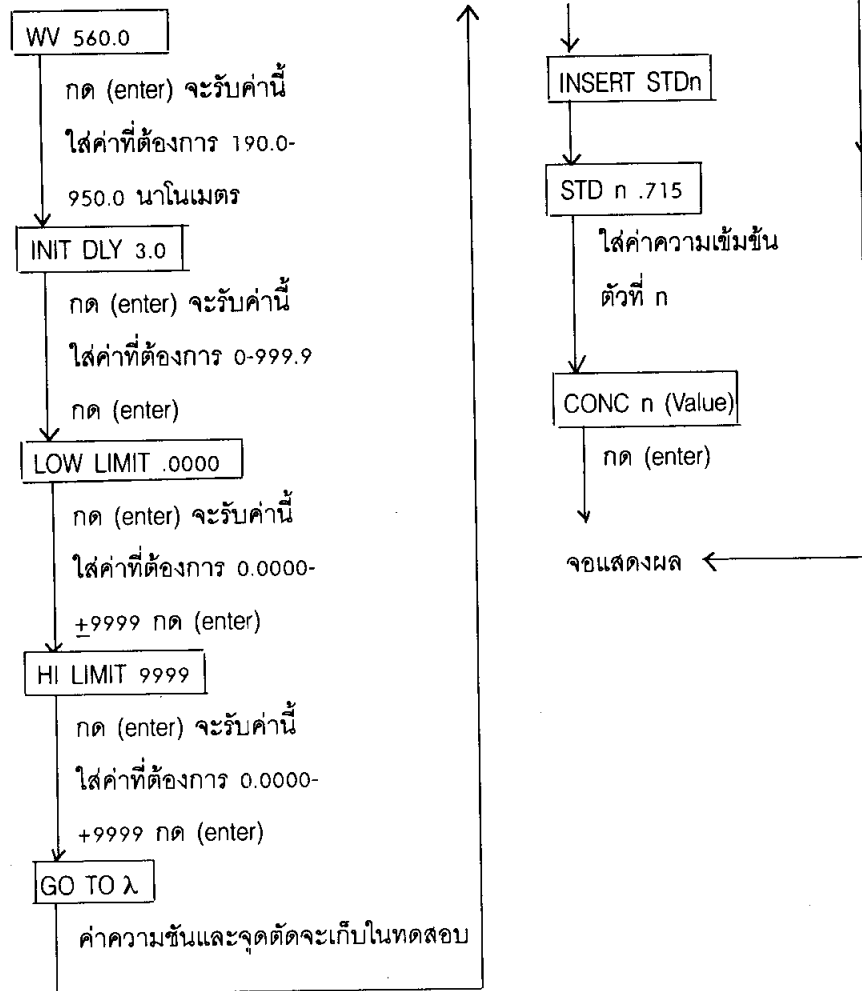 WV 560.0
กด (enter) จะรับค่านี้
ใส่ค่าที่ต้องการ 190.0-
950.0 นาโนเมตร
INIT DLY 3.0
กด (enter) จะรับค่านี้
ใส่ค่าที่ต้องการ 0-999.9
กด (enter)
LOW LIMIT .0000
กด (enter) จะรับค่านี้
ใส่ค่าที่ต้องการ 0.0000-
±9999 กด (enter)
HI LIMIT 9999
กด (enter) จะรับค่านี้
ใส่ค่าที่ต้องการ 0.0000-
+9999 กด (enter)
GO TO λ
ค่าความชันและจุดตัดจะเก็บในทดสอบ
INSERT STDn
STD n .715
ใส่ค่าความเข้มข้น
ตัวที่ n
CONC n (Value)
กด (enter)
จอแสดงผล